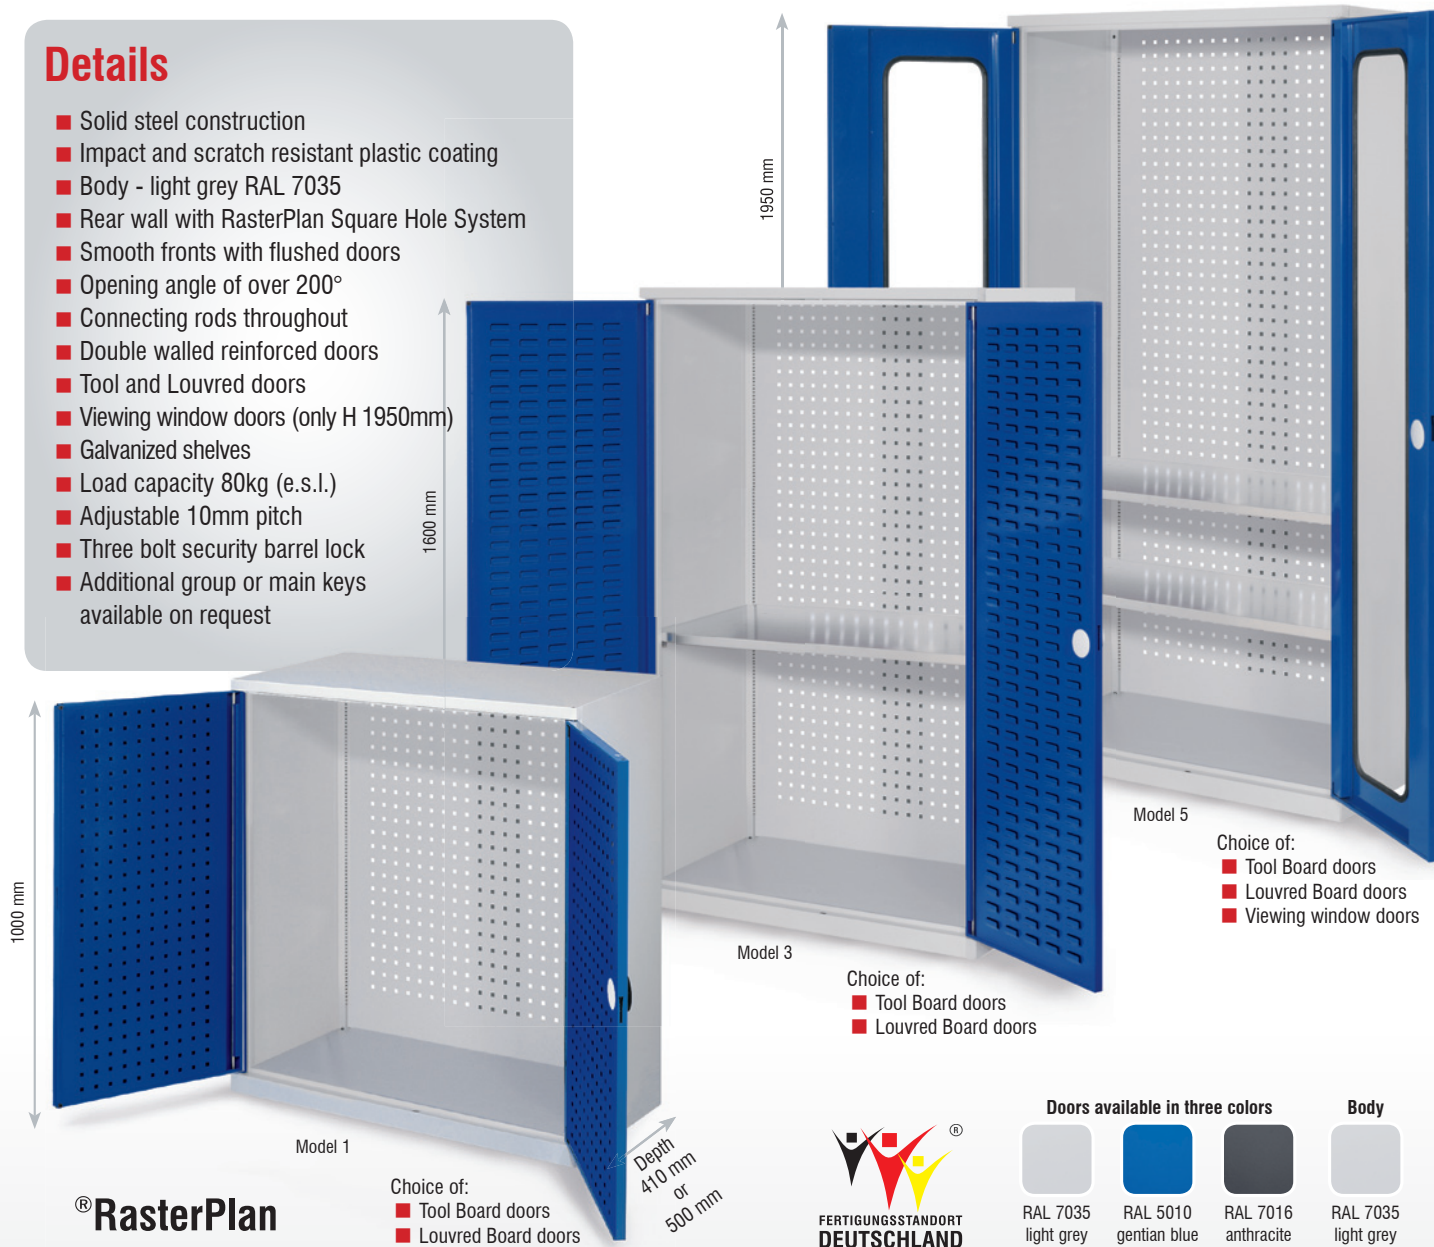 Details
Solid steel construction
Impact and scratch resistant plastic coating
Body - light grey RAL 7035
Rear wall with RasterPlan Square Hole System
Smooth fronts with flushed doors
Opening angle of over 200°
Connecting rods throughout
Double walled reinforced doors
Tool and Louvred doors
Viewing window doors (only H 1950mm)
Galvanized shelves
Load capacity 80kg (e.s.l.)
Adjustable 10mm pitch
Three bolt security barrel lock
Additional group or main keys
available on request
1950 mm
1600 mm
1000 mm
Model 5
Choice of:
Tool Board doors
Louvred Board doors
Viewing window doors
Model 3
Choice of:
Tool Board doors
Louvred Board doors
Model 1
Choice of:
Tool Board doors
Louvred Board doors
Depth
410 mm
or
500 mm
®RasterPlan
®
FERTIGUNGSSTANDORT
DEUTSCHLAND
Doors available in three colors
Body
RAL 7035
light grey
RAL 5010
gentian blue
RAL 7016
anthracite
RAL 7035
light grey